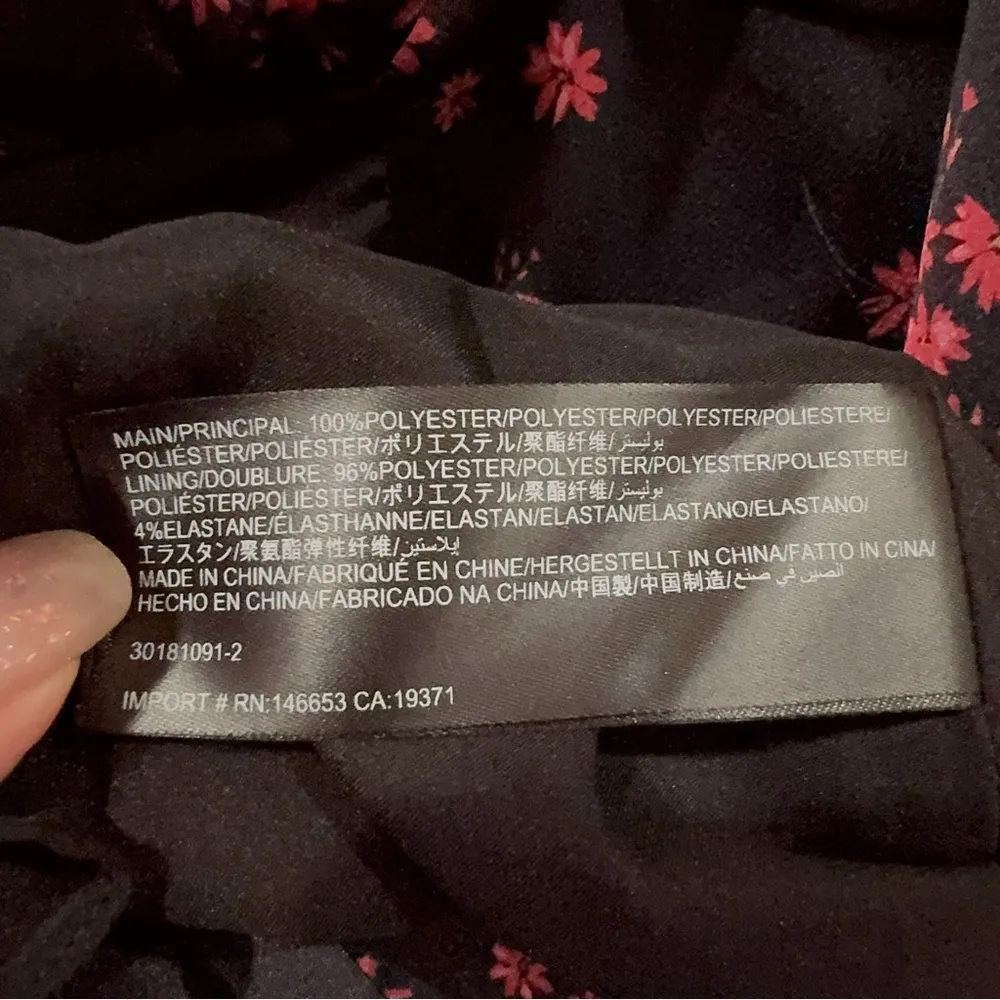 MAIN/PRINCIPAL: 100%POLYESTER/POLYESTER/POLYESTER/POLIESTERE/
POLIÉSTER/POLIÉSTER/ポリエステル/聚酯纤维/بوليستر
LINING/DOUBLURE: 96%POLYESTER/POLYESTER/POLYESTER/POLIESTERE/
POLIÉSTER/POLIÉSTER/ポリエステル/聚酯纤维/بوليستر
4%ELASTANE/ÉLASTHANNE/ELASTAN/ELASTAN/ELASTANO/ELASTANO/
エラスタン/聚氨酯弹性纤维/إيلاستين
MADE IN CHINA/FABRIQUÉ EN CHINE/HERGESTELLT IN CHINA/FATTO IN CINA/
HECHO EN CHINA/FABRICADO NA CHINA/中国製/中国制造/الصين في صنع
30181091-2
IMPORT # RN:146653 CA:19371